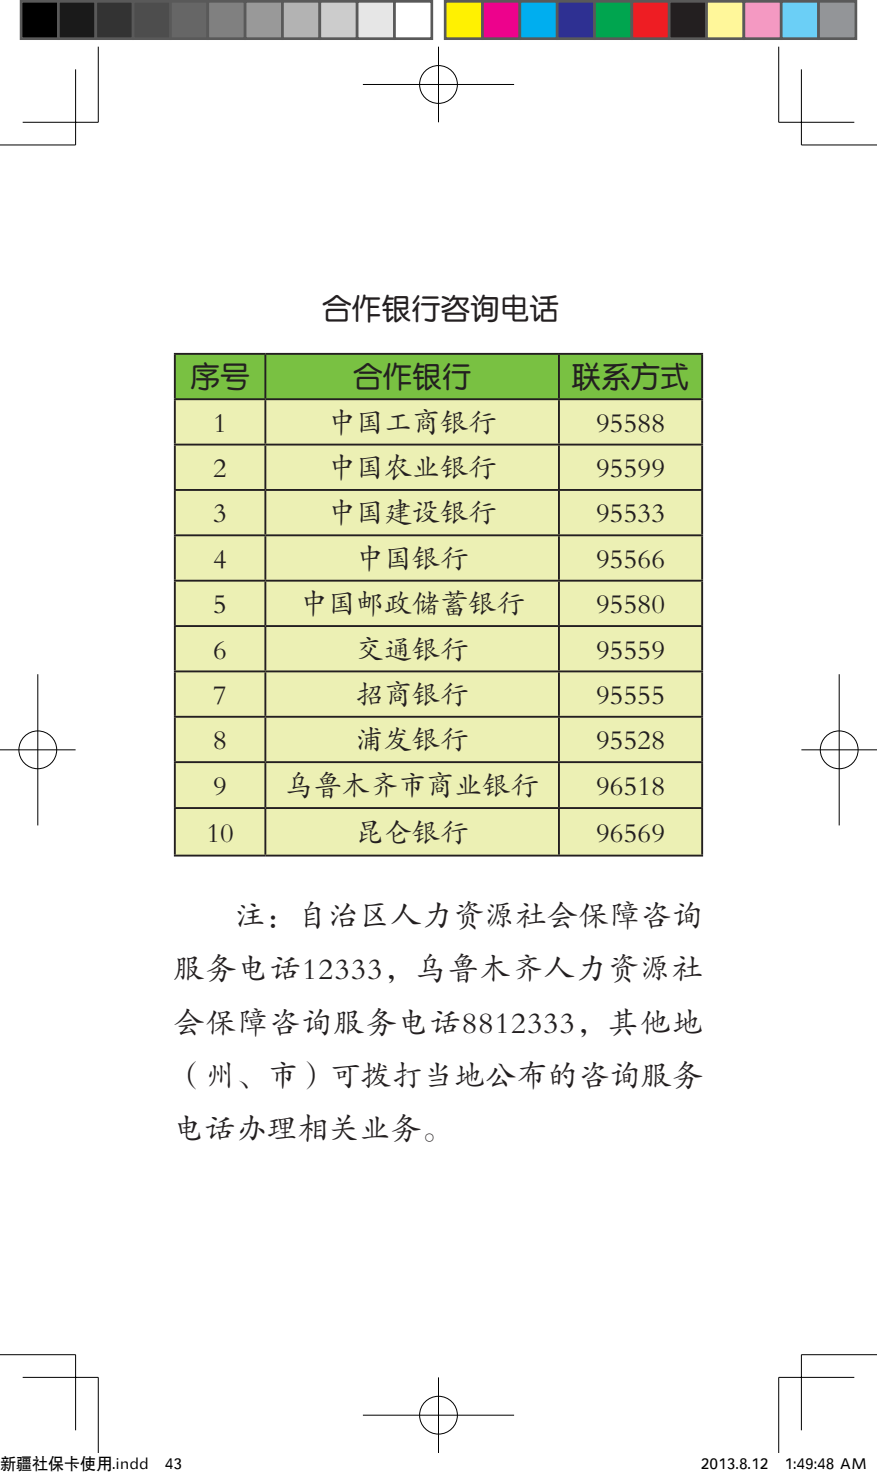 合作银行咨询电话
序号 合作银行 联系方式
1 中国工商银行 95588
2 中国农业银行 95599
3 中国建设银行 95533
4 中国银行 95566
5 中国邮政储蓄银行 95580
6 交通银行 95559
7 招商银行 95555
8 浦发银行 95528
9 乌鲁木齐市商业银行 96518
10 昆仑银行 96569
注：自治区人力资源社会保障咨询
服务电话12333，乌鲁木齐人力资源社
会保障咨询服务电话8812333，其他地
（州、市）可拨打当地公布的咨询服务
电话办理相关业务。
新疆社保卡使用.indd 43 2013.8.12 1:49:48 AM